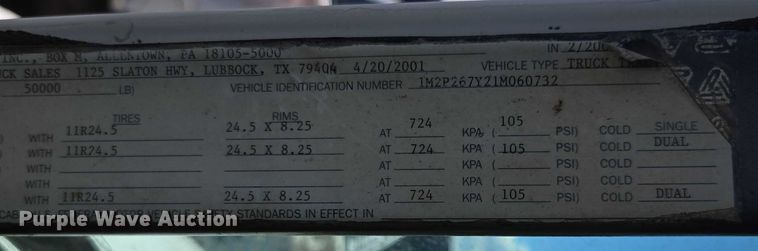 INC., BOX M, ALLENTOWN, PA 18105-5000 IN 2/200
CK SALES 1125 SLATON HWY, LUBBOCK, TX 79404 4/20/2001 VEHICLE TYPE TRUCK
50000 LB) VEHICLE IDENTIFICATION NUMBER 1M2P267Y21M060732
TIRES RIMS
WITH 11R24.5 24.5 X 8.25 AT 724 KPA ( 105 PSI) COLD SINGLE
WITH 11R24.5 24.5 X 8.25 AT 724 KPA ( 105 PSI) COLD DUAL
WITH AT KPA ( PSI) COLD
WITH AT KPA ( PSI) COLD
WITH 11R24.5 24.5 X 8.25 AT 724 KPA ( 105 PSI) COLD DUAL
STANDARDS IN EFFECT IN
Purple Wave Auction